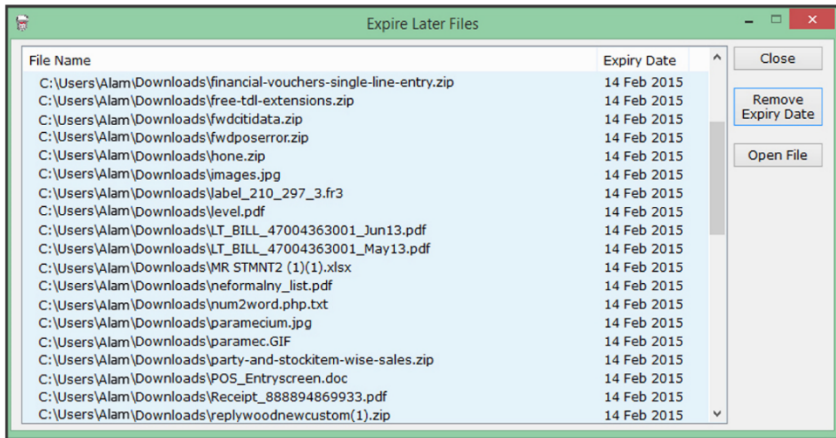 Expire Later Files
File Name Expiry Date
C:\Users\Alam\Downloads\financial-vouchers-single-line-entry.zip 14 Feb 2015
C:\Users\Alam\Downloads\free-tdl-extensions.zip 14 Feb 2015
C:\Users\Alam\Downloads\fwdcitidata.zip 14 Feb 2015
C:\Users\Alam\Downloads\fwdposerror.zip 14 Feb 2015
C:\Users\Alam\Downloads\hone.zip 14 Feb 2015
C:\Users\Alam\Downloads\images.jpg 14 Feb 2015
C:\Users\Alam\Downloads\label_210_297_3.fr3 14 Feb 2015
C:\Users\Alam\Downloads\level.pdf 14 Feb 2015
C:\Users\Alam\Downloads\LT_BILL_47004363001_Jun13.pdf 14 Feb 2015
C:\Users\Alam\Downloads\LT_BILL_47004363001_May13.pdf 14 Feb 2015
C:\Users\Alam\Downloads\MR STMNT2 (1)(1).xlsx 14 Feb 2015
C:\Users\Alam\Downloads\neformalny_list.pdf 14 Feb 2015
C:\Users\Alam\Downloads\num2word.php.txt 14 Feb 2015
C:\Users\Alam\Downloads\paramecium.jpg 14 Feb 2015
C:\Users\Alam\Downloads\paramec.GIF 14 Feb 2015
C:\Users\Alam\Downloads\party-and-stockitem-wise-sales.zip 14 Feb 2015
C:\Users\Alam\Downloads\POS_Entryscreen.doc 14 Feb 2015
C:\Users\Alam\Downloads\Receipt_888894869933.pdf 14 Feb 2015
C:\Users\Alam\Downloads\replywoodnewcustom(1).zip 14 Feb 2015
Close
Remove
Expiry Date
Open File